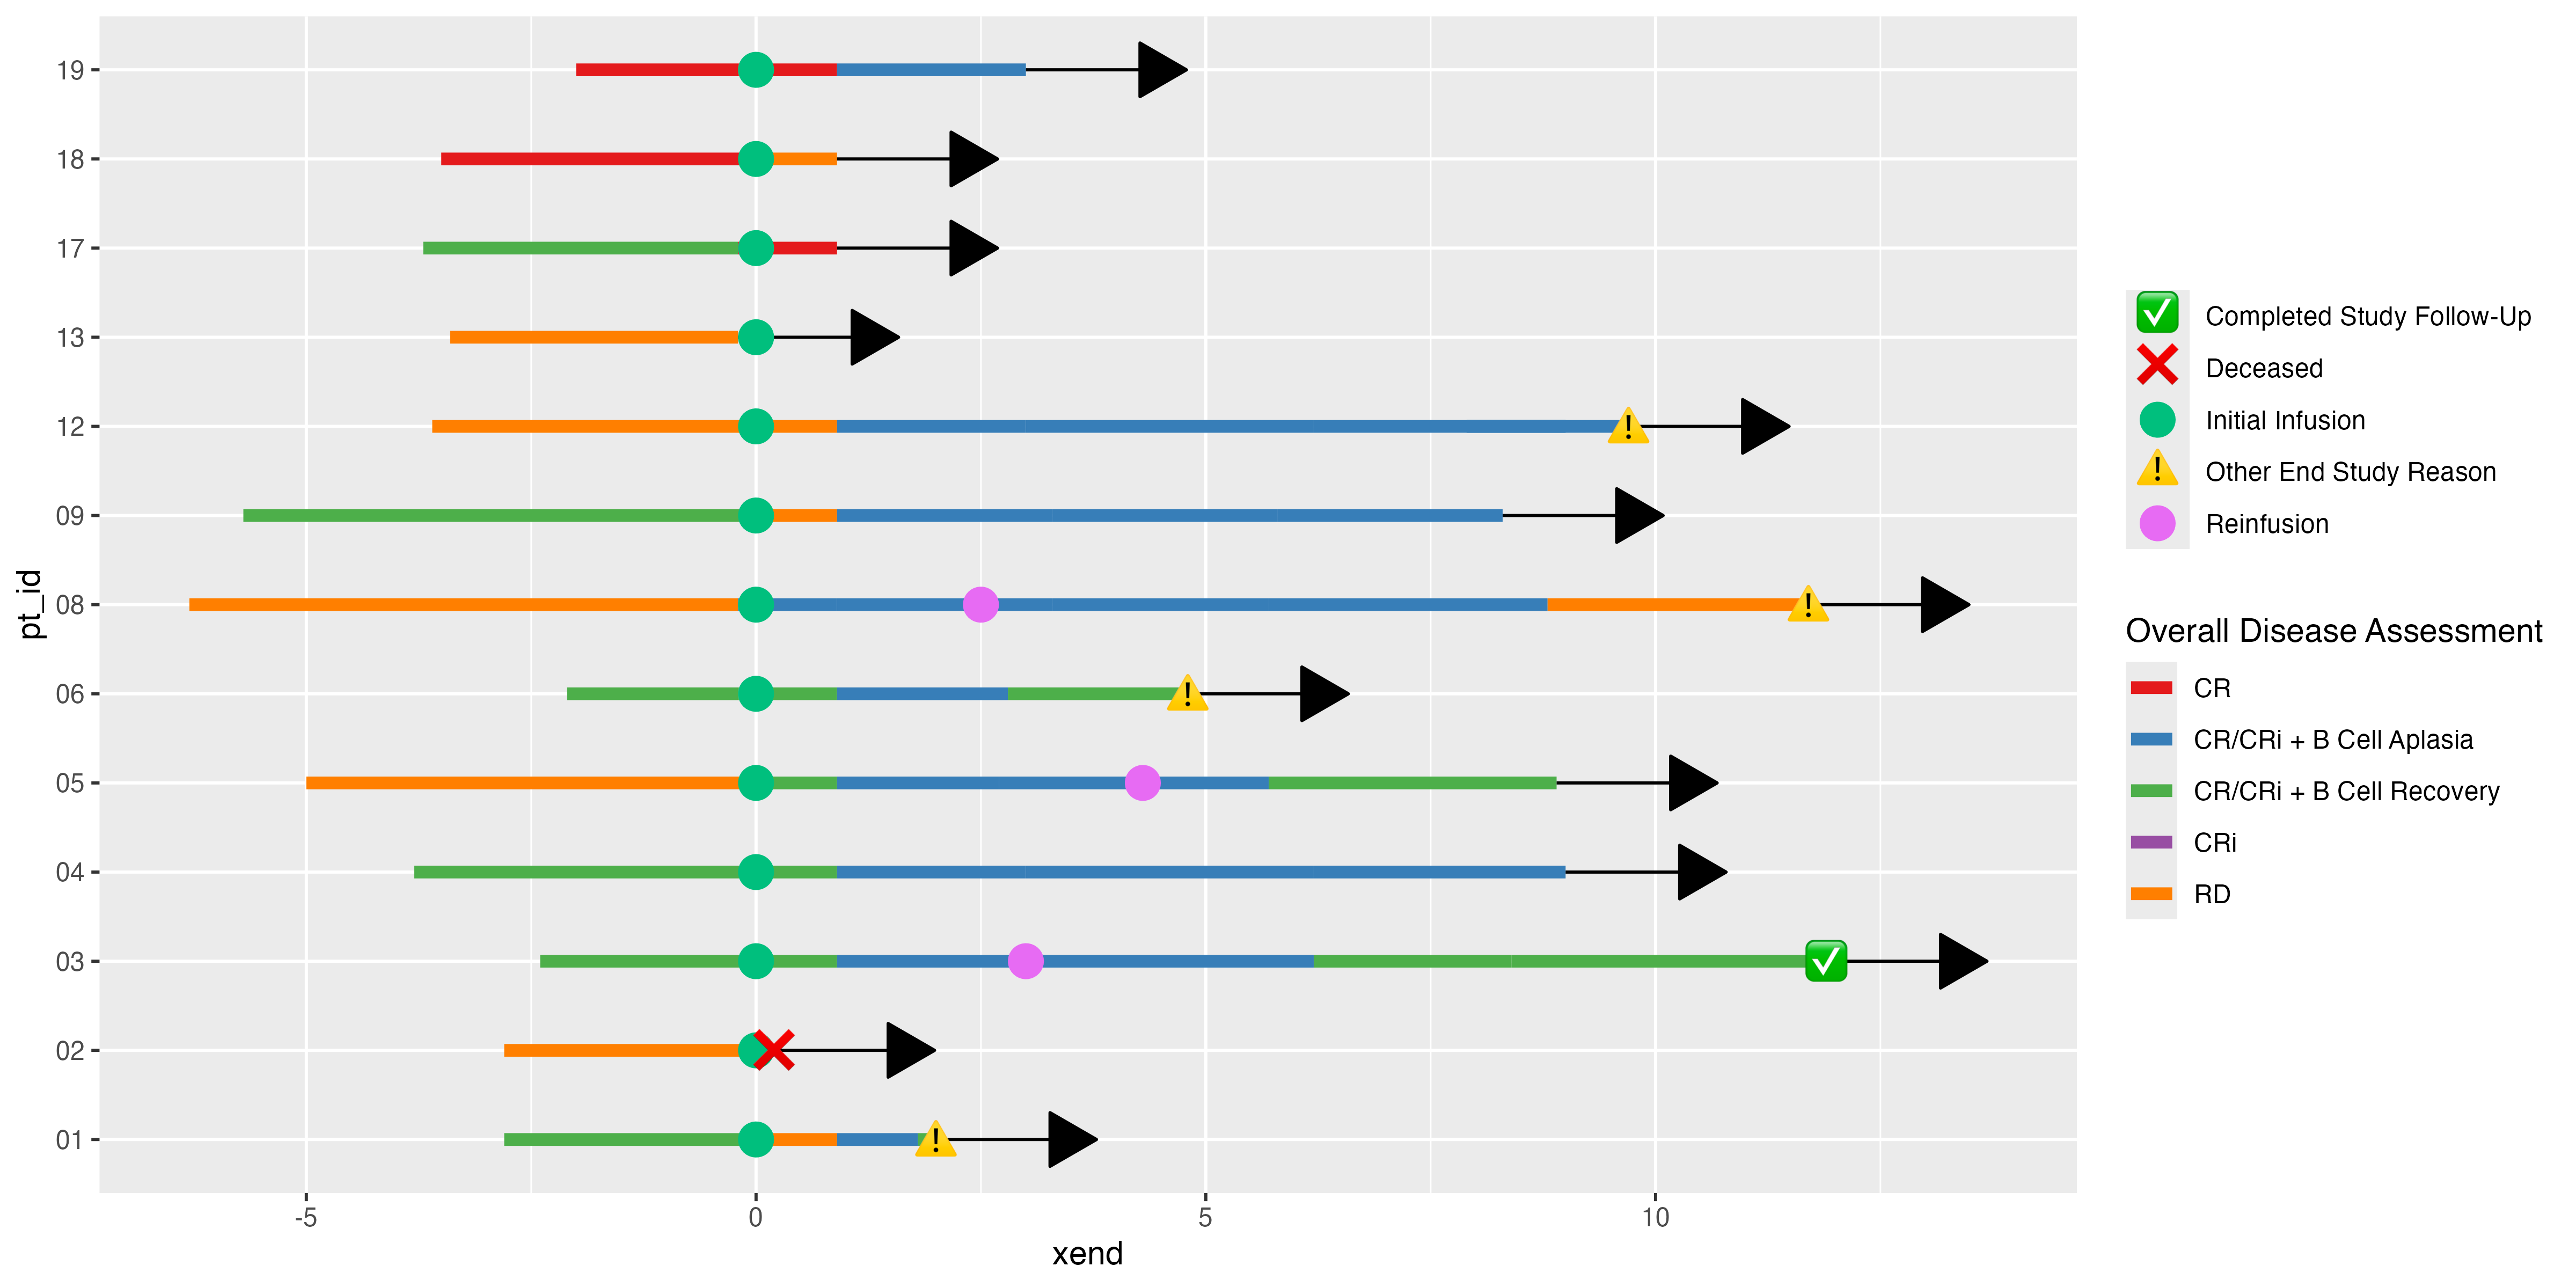 19
18
17
13
12
09
08
06
05
04
03
02
01
pt_id
-5
0
5
10
xend
Completed Study Follow-Up
Deceased
Initial Infusion
Other End Study Reason
Reinfusion
Overall Disease Assessment
CR
CR/CRi + B Cell Aplasia
CR/CRi + B Cell Recovery
CRi
RD